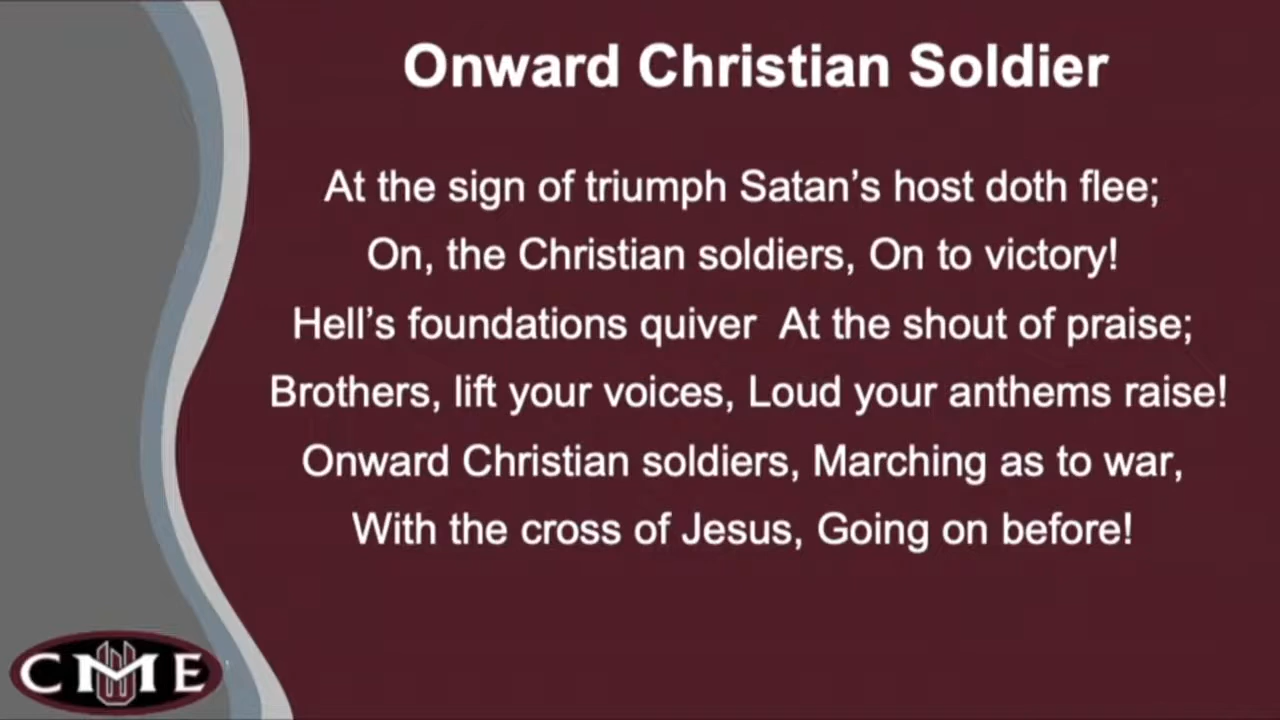 Onward Christian Soldier
At the sign of triumph Satan’s host doth flee;
On, the Christian soldiers, On to victory!
Hell’s foundations quiver  At the shout of praise;
Brothers, lift your voices, Loud your anthems raise!
Onward Christian soldiers, Marching as to war,
With the cross of Jesus, Going on before!
CME